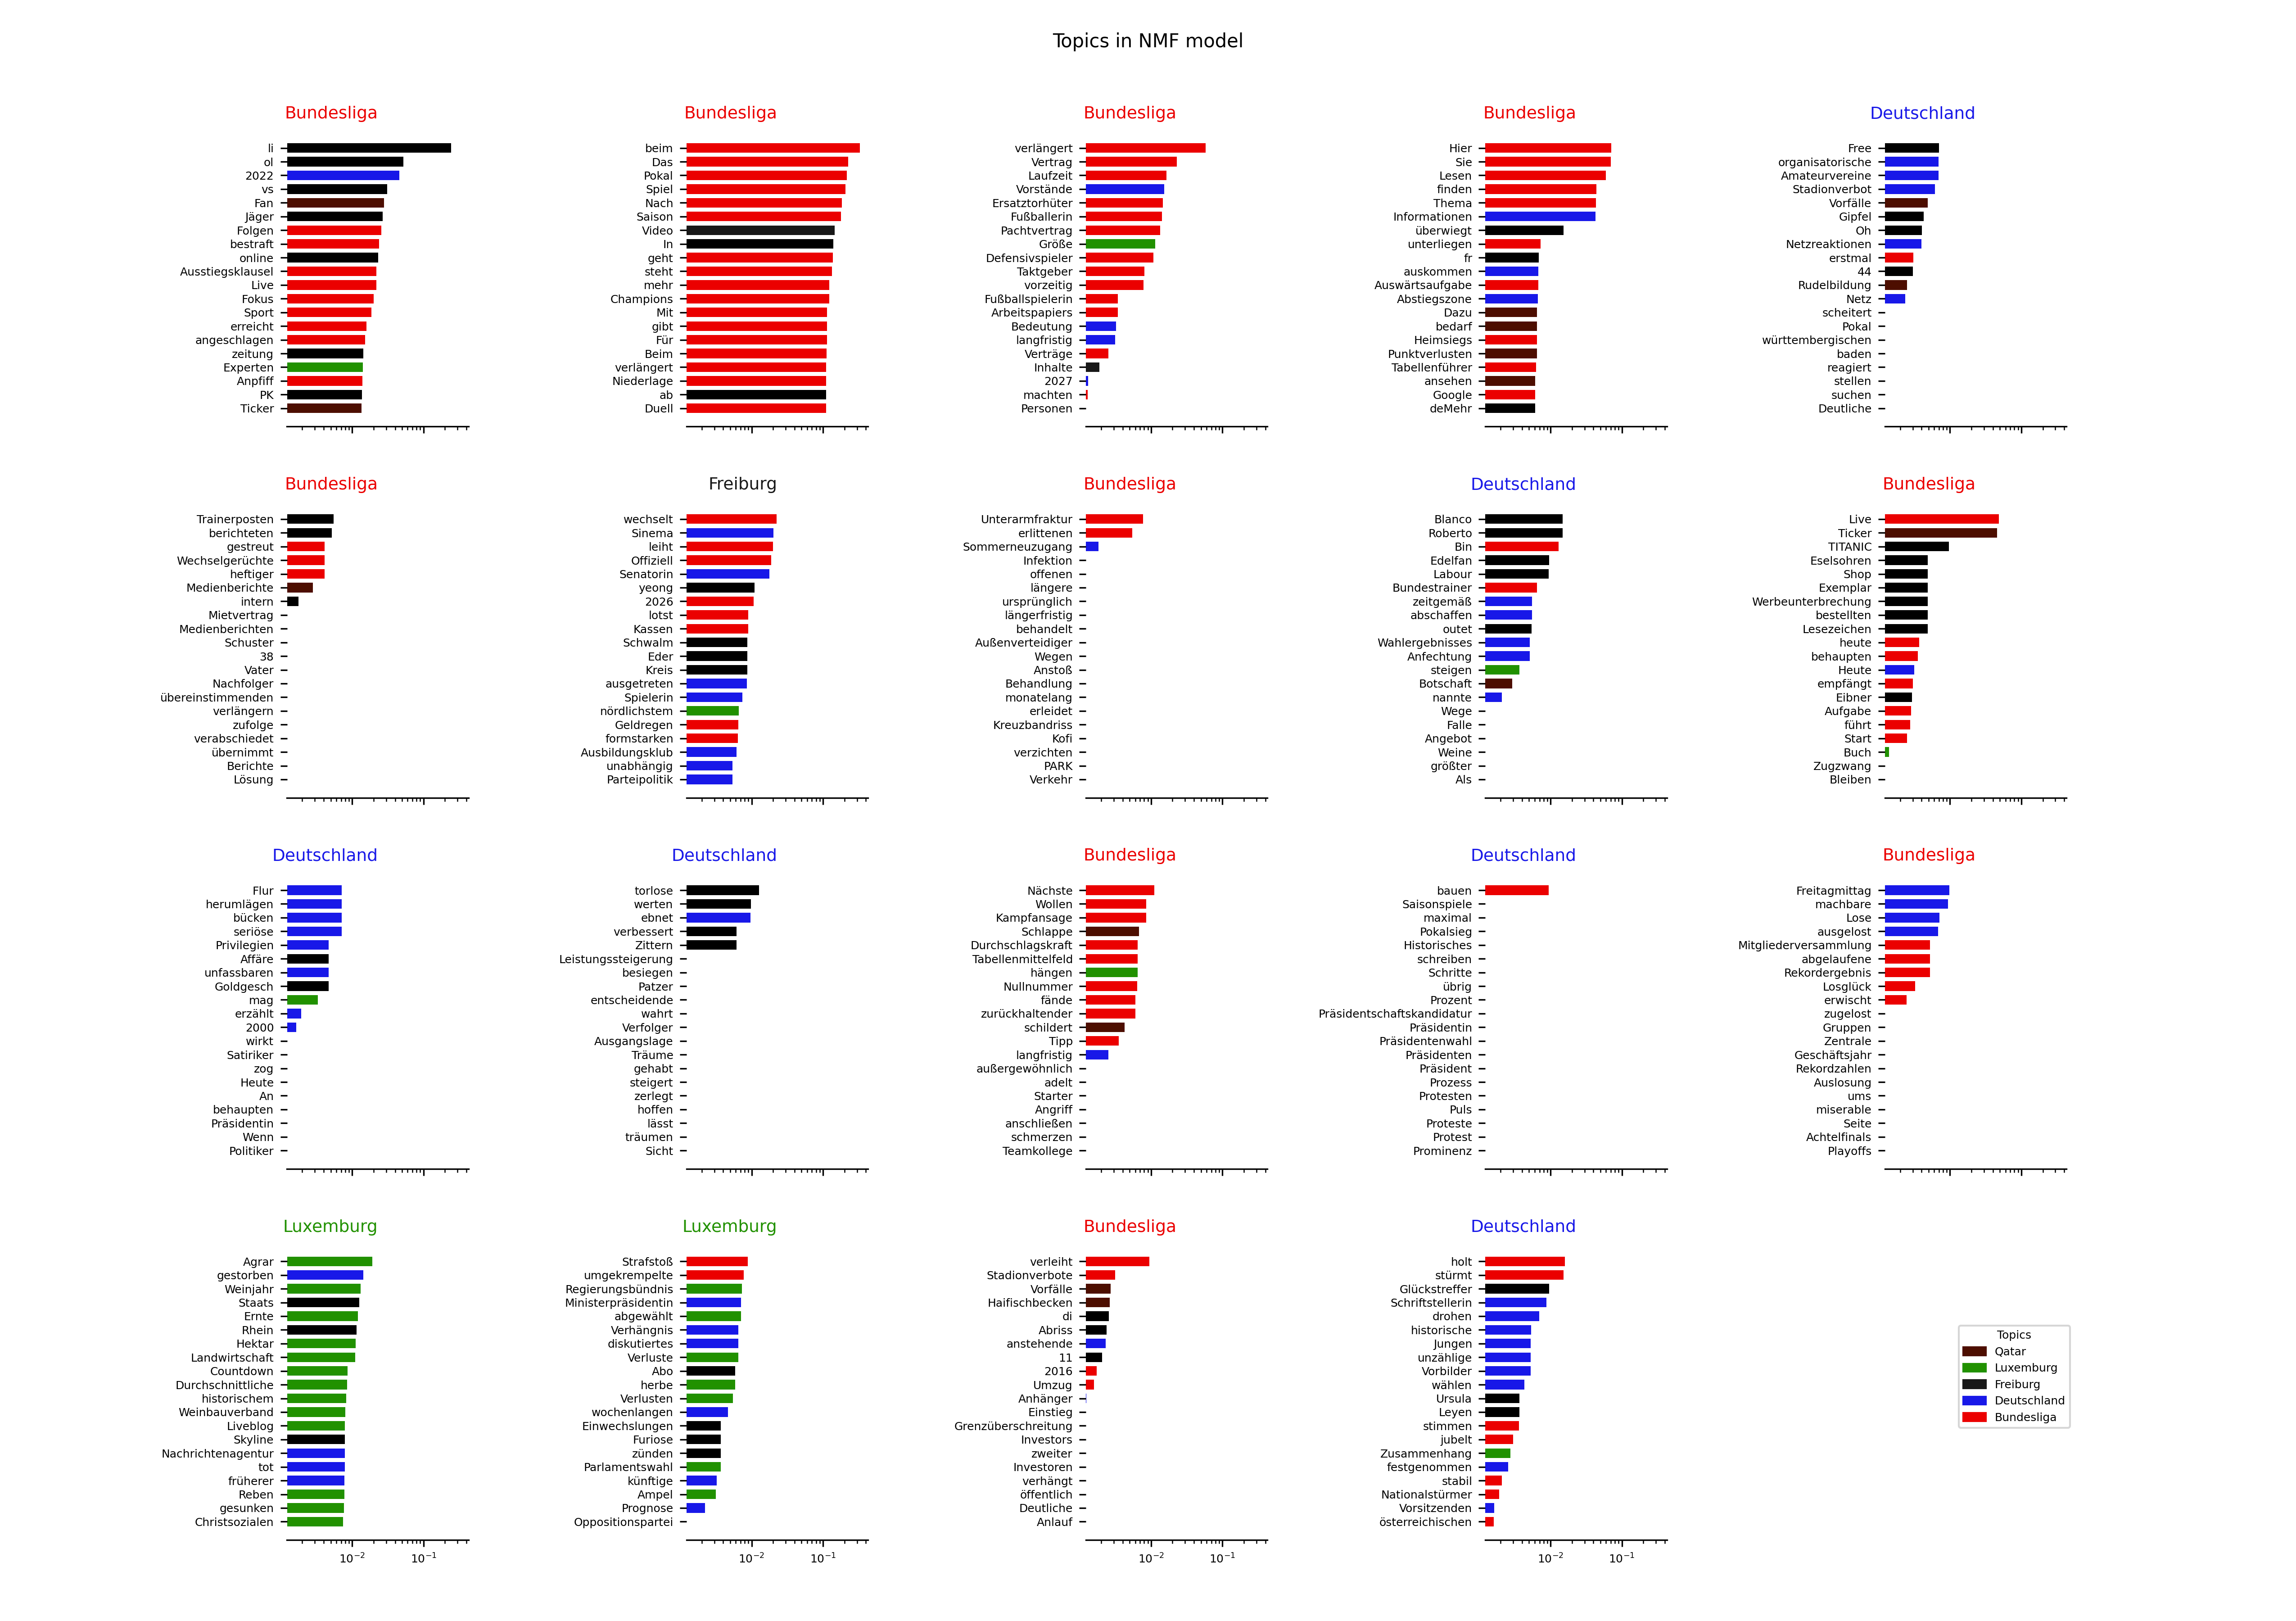 Topics in NMF model
Bundesliga
li
ol
2022
vs
Fan
Jäger
Folgen
bestraft
online
Ausstiegsklausel
Live
Fokus
Sport
erreicht
angeschlagen
zeitung
Experten
Anpfiff
PK
Ticker
Bundesliga
beim
Das
Pokal
Spiel
Nach
Saison
Video
In
geht
steht
mehr
Champions
Mit
gibt
Für
Beim
verlängert
Niederlage
ab
Duell
Bundesliga
verlängert
Vertrag
Laufzeit
Vorstände
Ersatztorhüter
Fußballerin
Pachtvertrag
Größe
Defensivspieler
Taktgeber
vorzeitig
Fußballspielerin
Arbeitspapiers
Bedeutung
langfristig
Verträge
Inhalte
2027
machten
Personen
Bundesliga
Hier
Sie
Lesen
finden
Thema
Informationen
überwiegt
unterliegen
fr
auskommen
Auswärtsaufgabe
Abstiegszone
Dazu
bedarf
Heimsiegs
Punktverlusten
Tabellenführer
ansehen
Google
deMehr
Deutschland
Free
organisatorische
Amateurvereine
Stadionverbot
Vorfälle
Gipfel
Oh
Netzreaktionen
erstmal
44
Rudelbildung
Netz
scheitert
Pokal
württembergischen
baden
reagiert
stellen
suchen
Deutliche
Bundesliga
Trainerposten
berichteten
gestreut
Wechselgerüchte
heftiger
Medienberichte
intern
Mietvertrag
Medienberichten
Schuster
38
Vater
Nachfolger
übereinstimmenden
verlängern
zufolge
verabschiedet
übernimmt
Berichte
Lösung
Freiburg
wechselt
Sinema
leiht
Offiziell
Senatorin
yeong
2026
lotst
Kassen
Schwalm
Eder
Kreis
ausgetreten
Spielerin
nördlichstem
Geldregen
formstarken
Ausbildungsklub
unabhängig
Parteipolitik
Bundesliga
Unterarmfraktur
erlittenen
Sommerneuzugang
Infektion
offenen
längere
ursprünglich
längerfristig
behandelt
Außenverteidiger
Wegen
Anstoß
Behandlung
monatelang
erleidet
Kreuzbandriss
Kofi
verzichten
PARK
Verkehr
Deutschland
Blanco
Roberto
Bin
Edelfan
Labour
Bundestrainer
zeitgemäß
abschaffen
outet
Wahlergebnisses
Anfechtung
steigen
Botschaft
nannte
Wege
Falle
Angebot
Weine
größter
Als
Bundesliga
Live
Ticker
TITANIC
Eselsohren
Shop
Exemplar
Werbeunterbrechung
bestellten
Lesezeichen
heute
behaupten
Heute
empfängt
Eibner
Aufgabe
führt
Start
Buch
Zugzwang
Bleiben
Deutschland
Flur
herumlägen
bücken
seriöse
Privilegien
Affäre
unfassbaren
Goldgesch
mag
erzählt
2000
wirkt
Satiriker
zog
Heute
An
behaupten
Präsidentin
Wenn
Politiker
Deutschland
torlose
werten
ebnet
verbessert
Zittern
Leistungssteigerung
besiegen
Patzer
entscheidende
wahrt
Verfolger
Ausgangslage
Träume
gehabt
steigert
zerlegt
hoffen
lässt
träumen
Sicht
Bundesliga
Nächste
Wollen
Kampfansage
Schlappe
Durchschlagskraft
Tabellenmittelfeld
hängen
Nullnummer
fände
zurückhaltender
schildert
Tipp
langfristig
außergewöhnlich
adelt
Starter
Angriff
anschließen
schmerzen
Teamkollege
Deutschland
bauen
Saisonspiele
maximal
Pokalsieg
Historisches
schreiben
Schritte
übrig
Prozent
Präsidentschaftskandidatur
Präsidentin
Präsidentenwahl
Präsidenten
Präsident
Prozess
Protesten
Puls
Proteste
Protest
Prominenz
Bundesliga
Freitagmittag
machbare
Lose
ausgelost
Mitgliederversammlung
abgelaufene
Rekordergebnis
Losglück
erwischt
zugelost
Gruppen
Zentrale
Geschäftsjahr
Rekordzahlen
Auslosung
ums
miserable
Seite
Achtelfinals
Playoffs
Luxemburg
Agrar
gestorben
Weinjahr
Staats
Ernte
Rhein
Hektar
Landwirtschaft
Countdown
Durchschnittliche
historischem
Weinbauverband
Liveblog
Skyline
Nachrichtenagentur
tot
früherer
Reben
gesunken
Christsozialen
10⁻² 10⁻¹
Luxemburg
Strafstoß
umgekrempelte
Regierungsbündnis
Ministerpräsidentin
abgewählt
Verhängnis
diskutiertes
Verluste
Abo
herbe
Verlusten
wochenlangen
Einwechslungen
Furiose
zünden
Parlamentswahl
künftige
Ampel
Prognose
Oppositionspartei
10⁻² 10⁻¹
Bundesliga
verleiht
Stadionverbote
Vorfälle
Haifischbecken
di
Abriss
anstehende
11
2016
Umzug
Anhänger
Einstieg
Grenzüberschreitung
Investors
zweiter
Investoren
verhängt
öffentlich
Deutliche
Anlauf
10⁻² 10⁻¹
Deutschland
holt
stürmt
Glückstreffer
Schriftstellerin
drohen
historische
Jungen
unzählige
Vorbilder
wählen
Ursula
Leyen
stimmen
jubelt
Zusammenhang
festgenommen
stabil
Nationalstürmer
Vorsitzenden
österreichischen
10⁻² 10⁻¹
Topics
Qatar
Luxemburg
Freiburg
Deutschland
Bundesliga